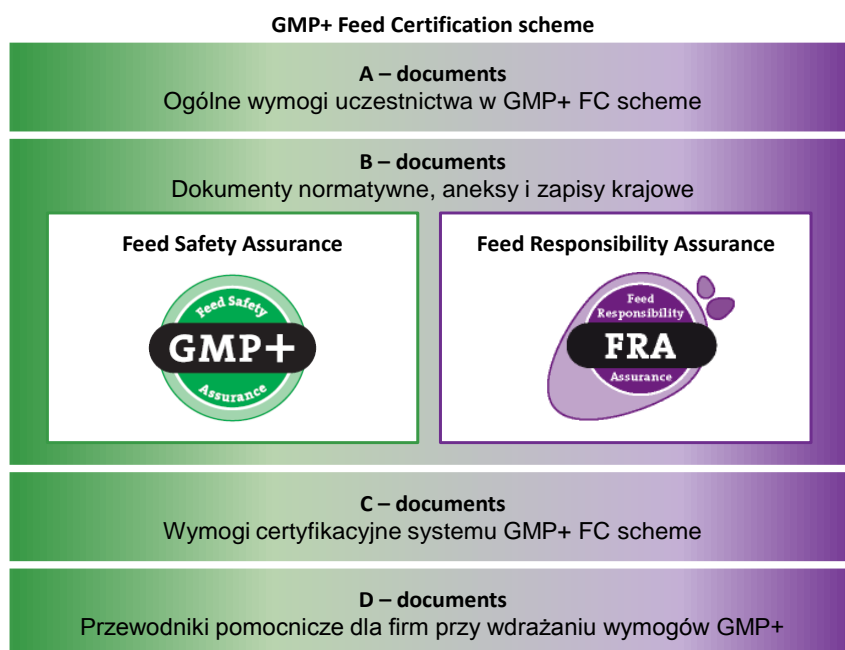 GMP+ Feed Certification scheme
A – documents
Ogólne wymogi uczestnictwa w GMP+ FC scheme
B – documents
Dokumenty normatywne, aneksy i zapisy krajowe
Feed Safety Assurance
Feed Safety
GMP+
Assurance
Feed Responsibility Assurance
Feed
Responsibility
FRA
Assurance
C – documents
Wymogi certyfikacyjne systemu GMP+ FC scheme
D – documents
Przewodniki pomocnicze dla firm przy wdrażaniu wymogów GMP+